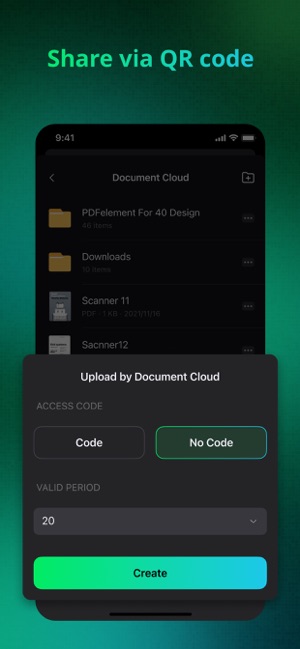 Share via QR code
9:41
Document Cloud
PDFelement For 40 Design
46 items
Downloads
10 items
Scanner 11
PDF · 1 KB · 2021/11/16
Sacnner12
Upload by Document Cloud
ACCESS CODE
Code
No Code
VALID PERIOD
20
Create